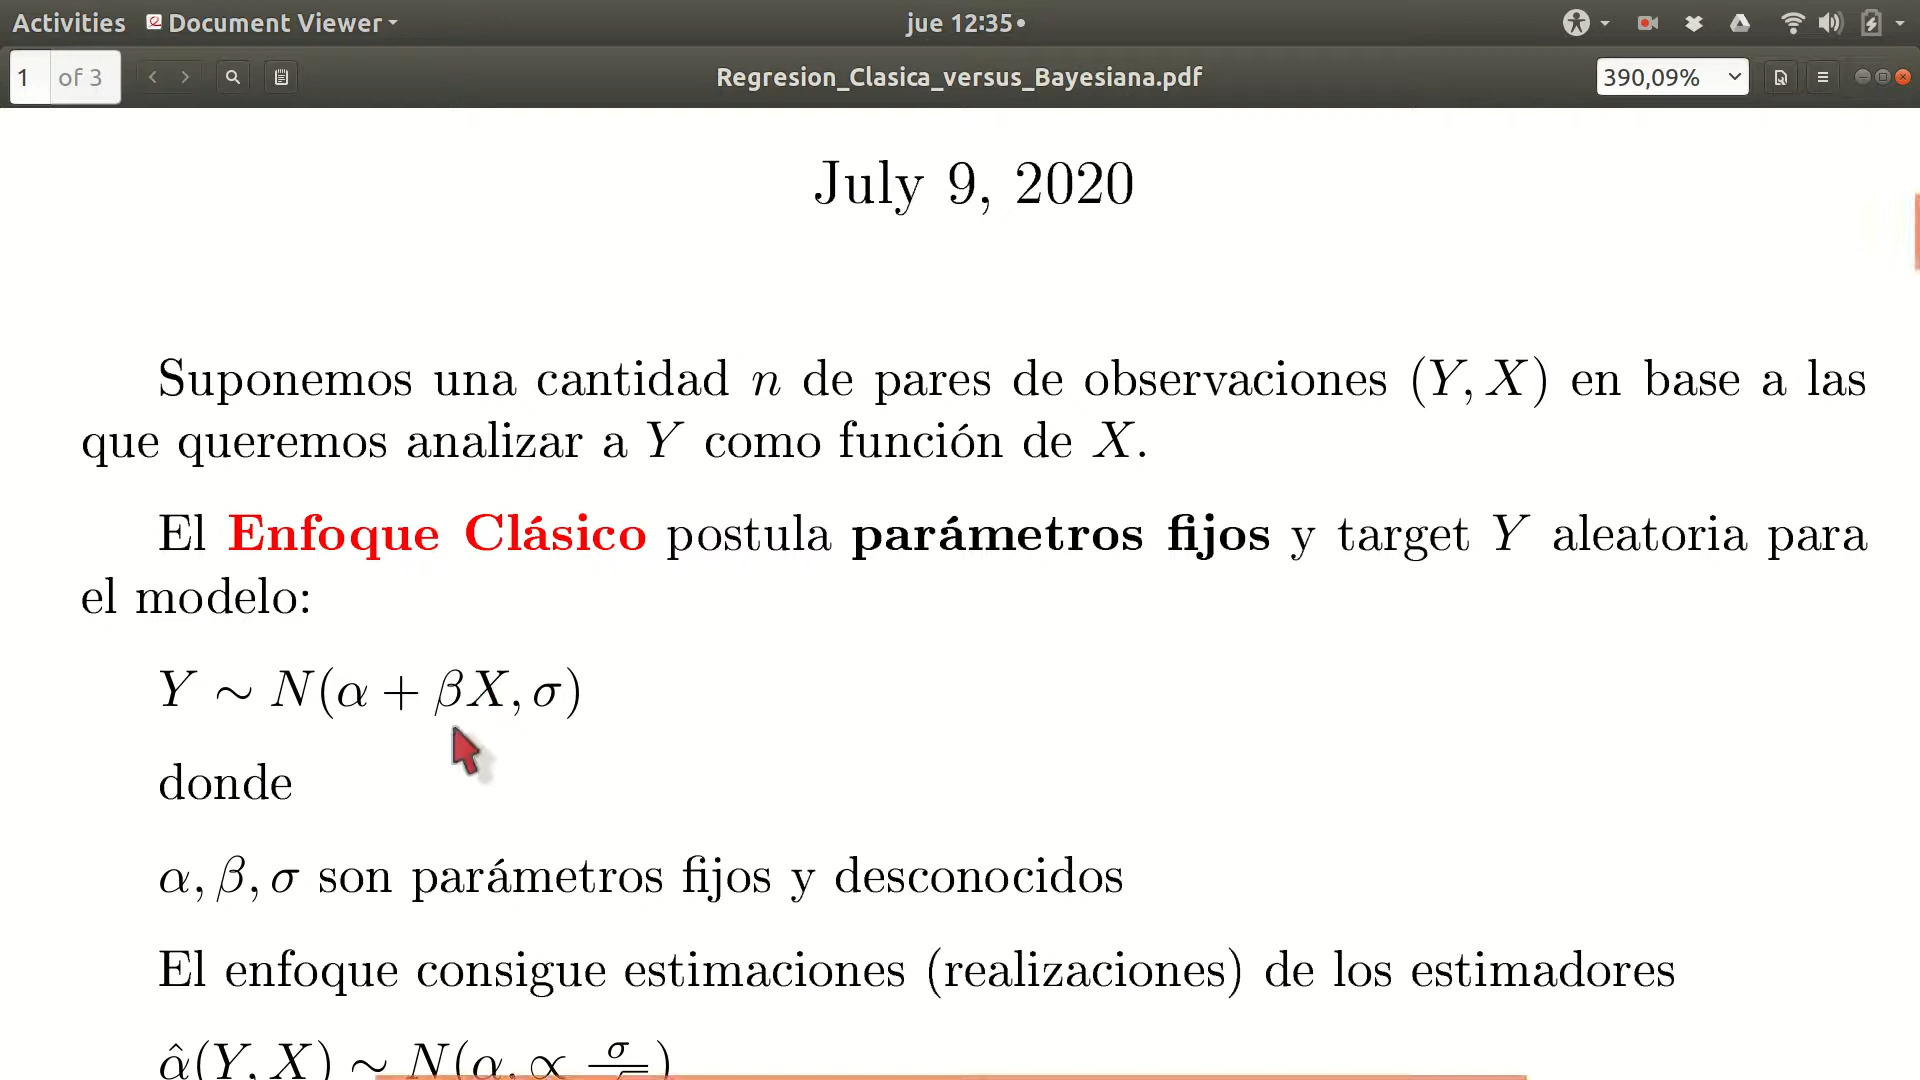 Activities Document Viewer jue 12:35
1 of 3 Regresion_Clasica_versus_Bayesiana.pdf 390,09%
July 9, 2020
Suponemos una cantidad n de pares de observaciones (Y, X) en base a las
que queremos analizar a Y como función de X.
El Enfoque Clásico postula parámetros fijos y target Y aleatoria para
el modelo:
Y ∼ N(α + βX, σ)
donde
α, β, σ son parámetros fijos y desconocidos
El enfoque consigue estimaciones (realizaciones) de los estimadores
α̂(Y, X) ∼ N(α, ∝ σ